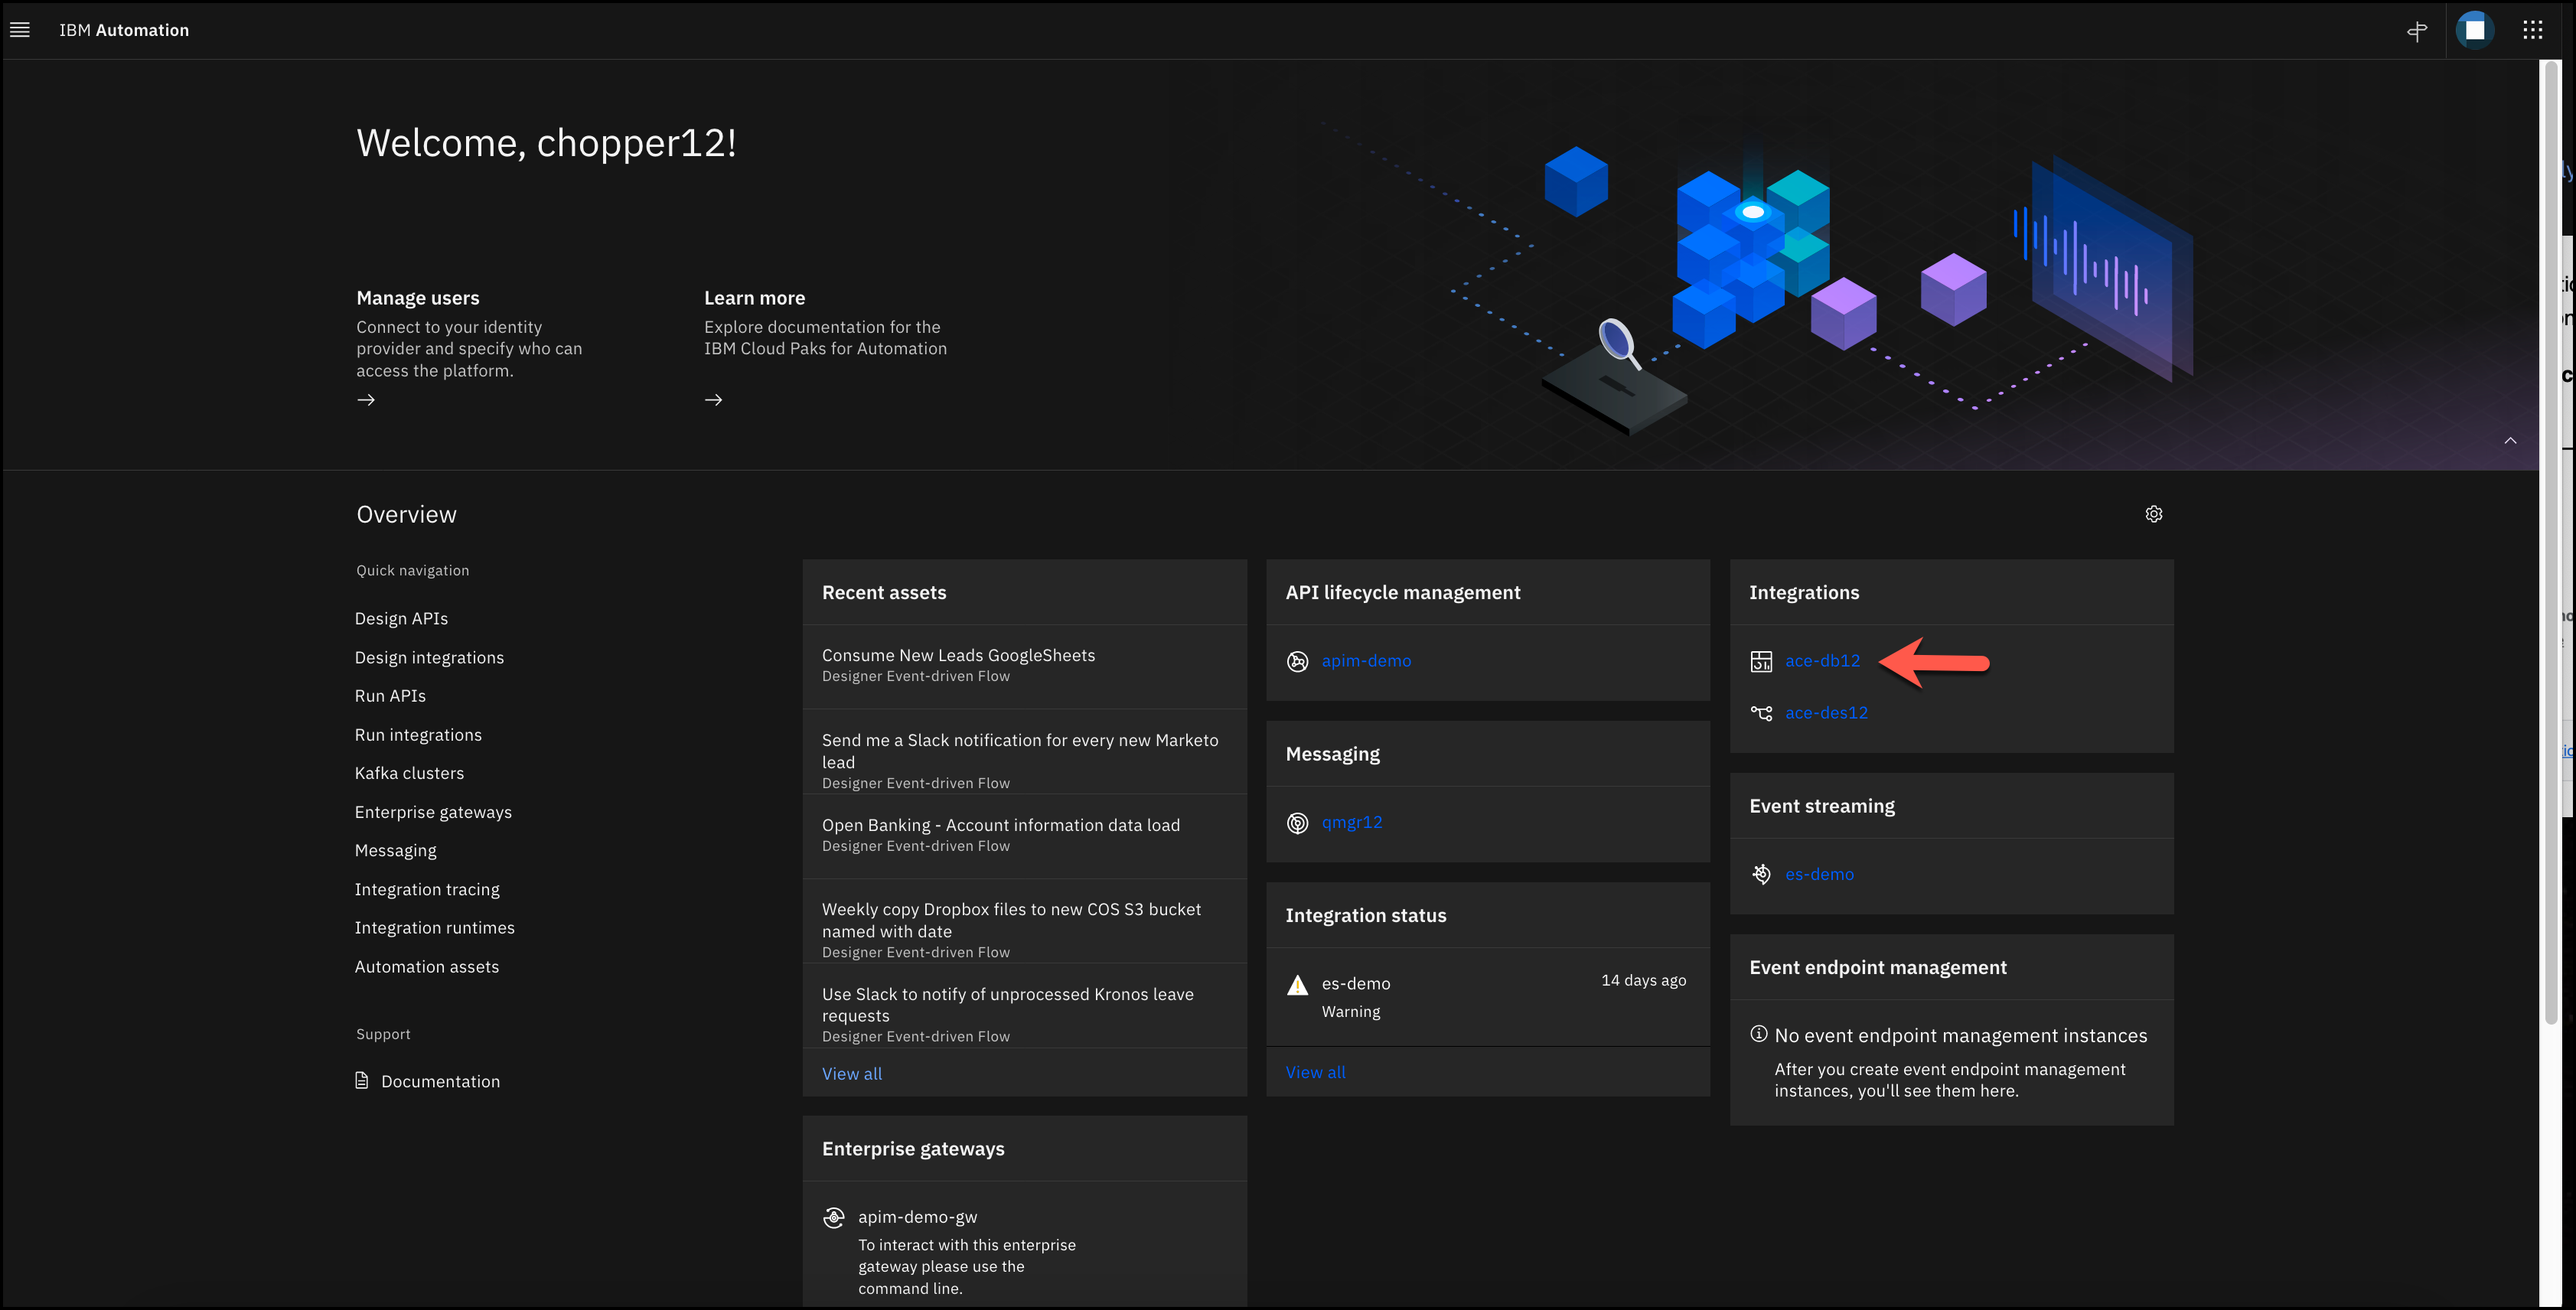 IBM Automation
Welcome, chopper12!
Manage users
Connect to your identity
provider and specify who can
access the platform.
Learn more
Explore documentation for the
IBM Cloud Paks for Automation
Overview
Quick navigation
Design APIs
Design integrations
Run APIs
Run integrations
Kafka clusters
Enterprise gateways
Messaging
Integration tracing
Integration runtimes
Automation assets
Support
Documentation
Recent assets
Consume New Leads GoogleSheets
Designer Event-driven Flow
Send me a Slack notification for every new Marketo
lead
Designer Event-driven Flow
Open Banking - Account information data load
Designer Event-driven Flow
Weekly copy Dropbox files to new COS S3 bucket
named with date
Designer Event-driven Flow
Use Slack to notify of unprocessed Kronos leave
requests
Designer Event-driven Flow
View all
Enterprise gateways
apim-demo-gw
To interact with this enterprise
gateway please use the
command line.
API lifecycle management
apim-demo
Messaging
qmgr12
Integration status
es-demo
14 days ago
Warning
View all
Integrations
ace-db12
ace-des12
Event streaming
es-demo
Event endpoint management
No event endpoint management instances
After you create event endpoint management
instances, you'll see them here.